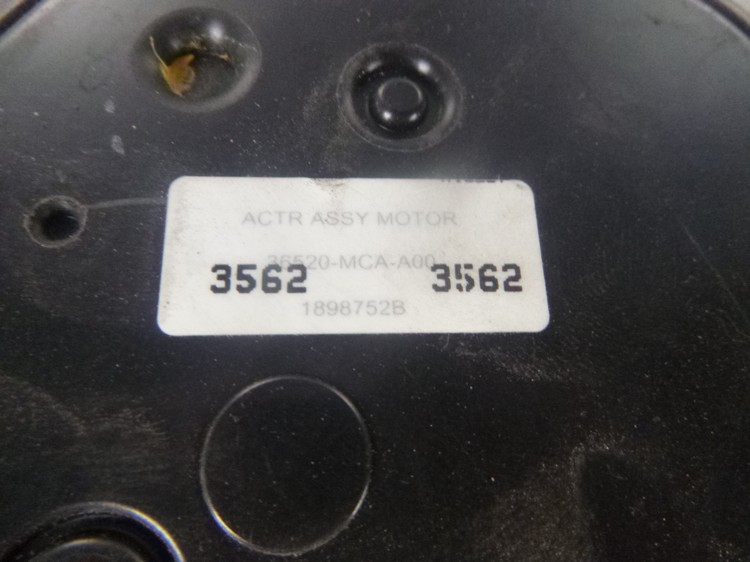 ACTR ASSY MOTOR
36520-MCA-A00
3562 3562
1898752B